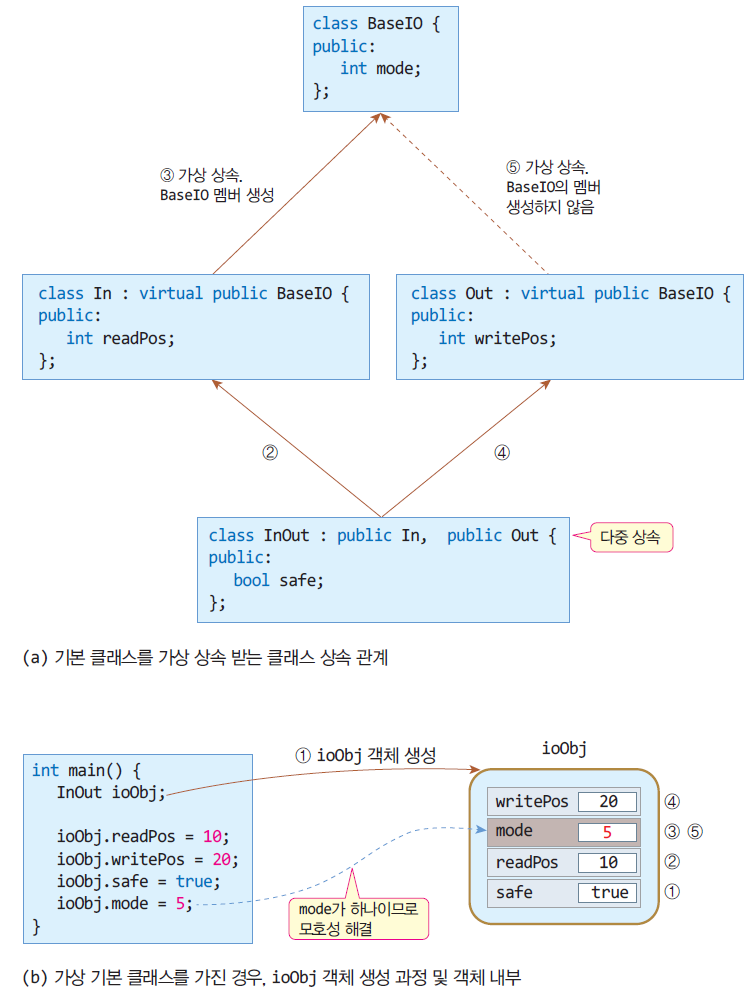 class BaseIO {
public:
int mode;
};
③ 가상 상속.
BaseIO 멤버 생성
⑤ 가상 상속.
BaseIO의 멤버
생성하지 않음
class In : virtual public BaseIO {
public:
int readPos;
};
class Out : virtual public BaseIO {
public:
int writePos;
};
②
④
class InOut : public In, public Out {
public:
bool safe;
};
다중 상속
(a) 기본 클래스를 가상 상속 받는 클래스 상속 관계
int main() {
InOut ioObj;
ioObj.readPos = 10;
ioObj.writePos = 20;
ioObj.safe = true;
ioObj.mode = 5;
}
① ioObj 객체 생성
mode가 하나이므로
모호성 해결
ioObj
writePos 20 ④
mode 5 ③ ⑤
readPos 10 ②
safe true ①
(b) 가상 기본 클래스를 가진 경우, ioObj 객체 생성 과정 및 객체 내부